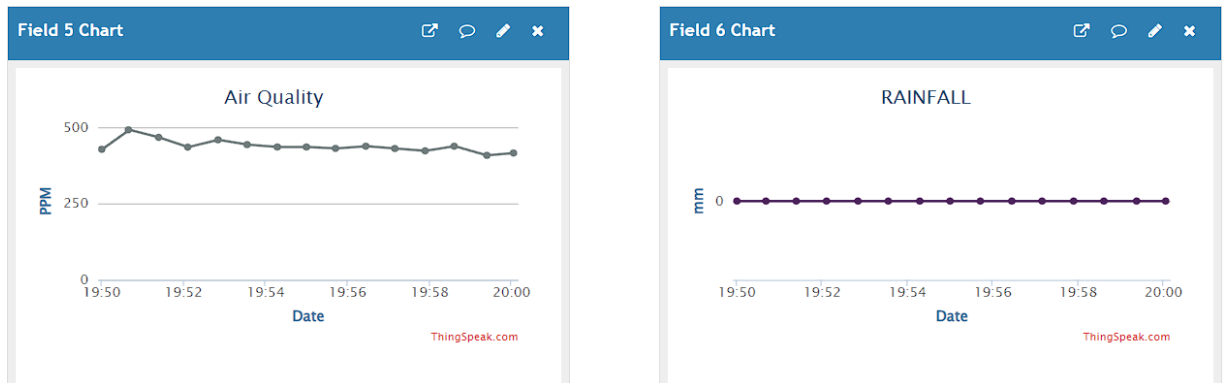 Field 5 Chart
Air Quality
500
250
0
PPM
19:50 19:52 19:54 19:56 19:58 20:00
Date
ThingSpeak.com
Field 6 Chart
RAINFALL
0
mm
19:50 19:52 19:54 19:56 19:58 20:00
Date
ThingSpeak.com